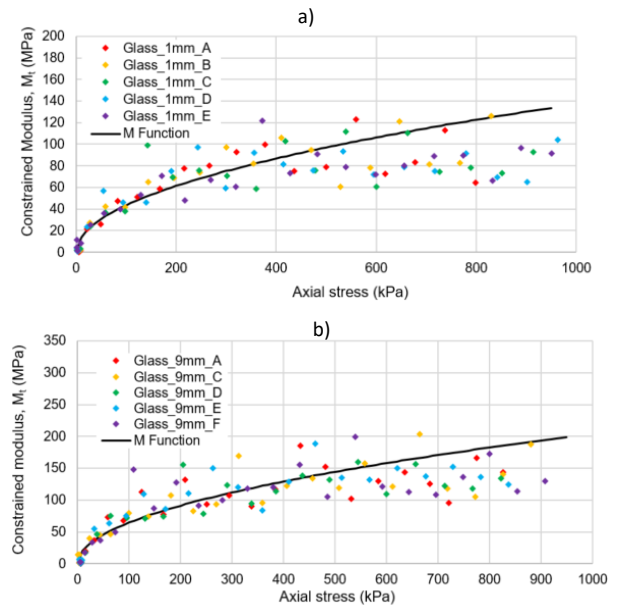 a)
200
180
160
140
120
100
80
60
40
20
0
Constrained Modulus, Mt (MPa)
Glass_1mm_A
Glass_1mm_B
Glass_1mm_C
Glass_1mm_D
Glass_1mm_E
M Function
0 200 400 600 800 1000
Axial stress (kPa)
b)
350
300
250
200
150
100
50
0
Constrained modulus, Mt (MPa)
Glass_9mm_A
Glass_9mm_C
Glass_9mm_D
Glass_9mm_E
Glass_9mm_F
M Function
0 100 200 300 400 500 600 700 800 900 1000
Axial stress (kPa)